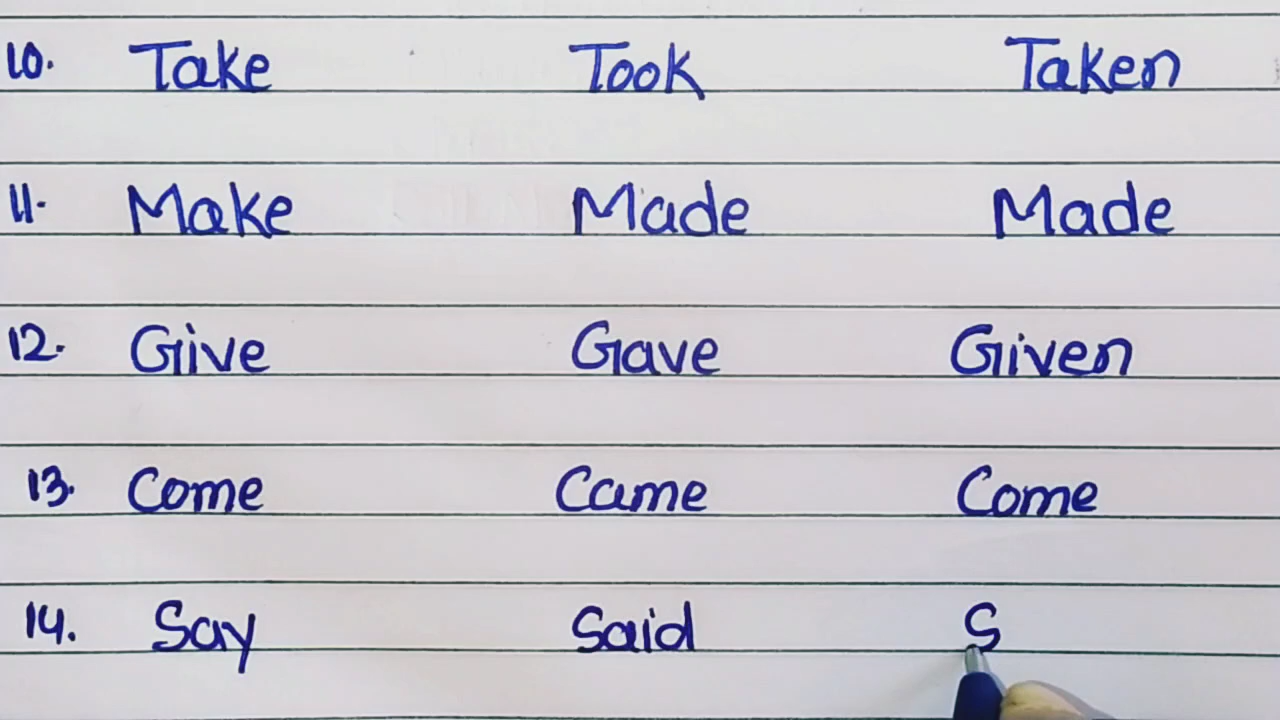 10. Take Took Taken
11. Make Made Made
12. Give Gave Given
13. Come Came Come
14. Say Said S